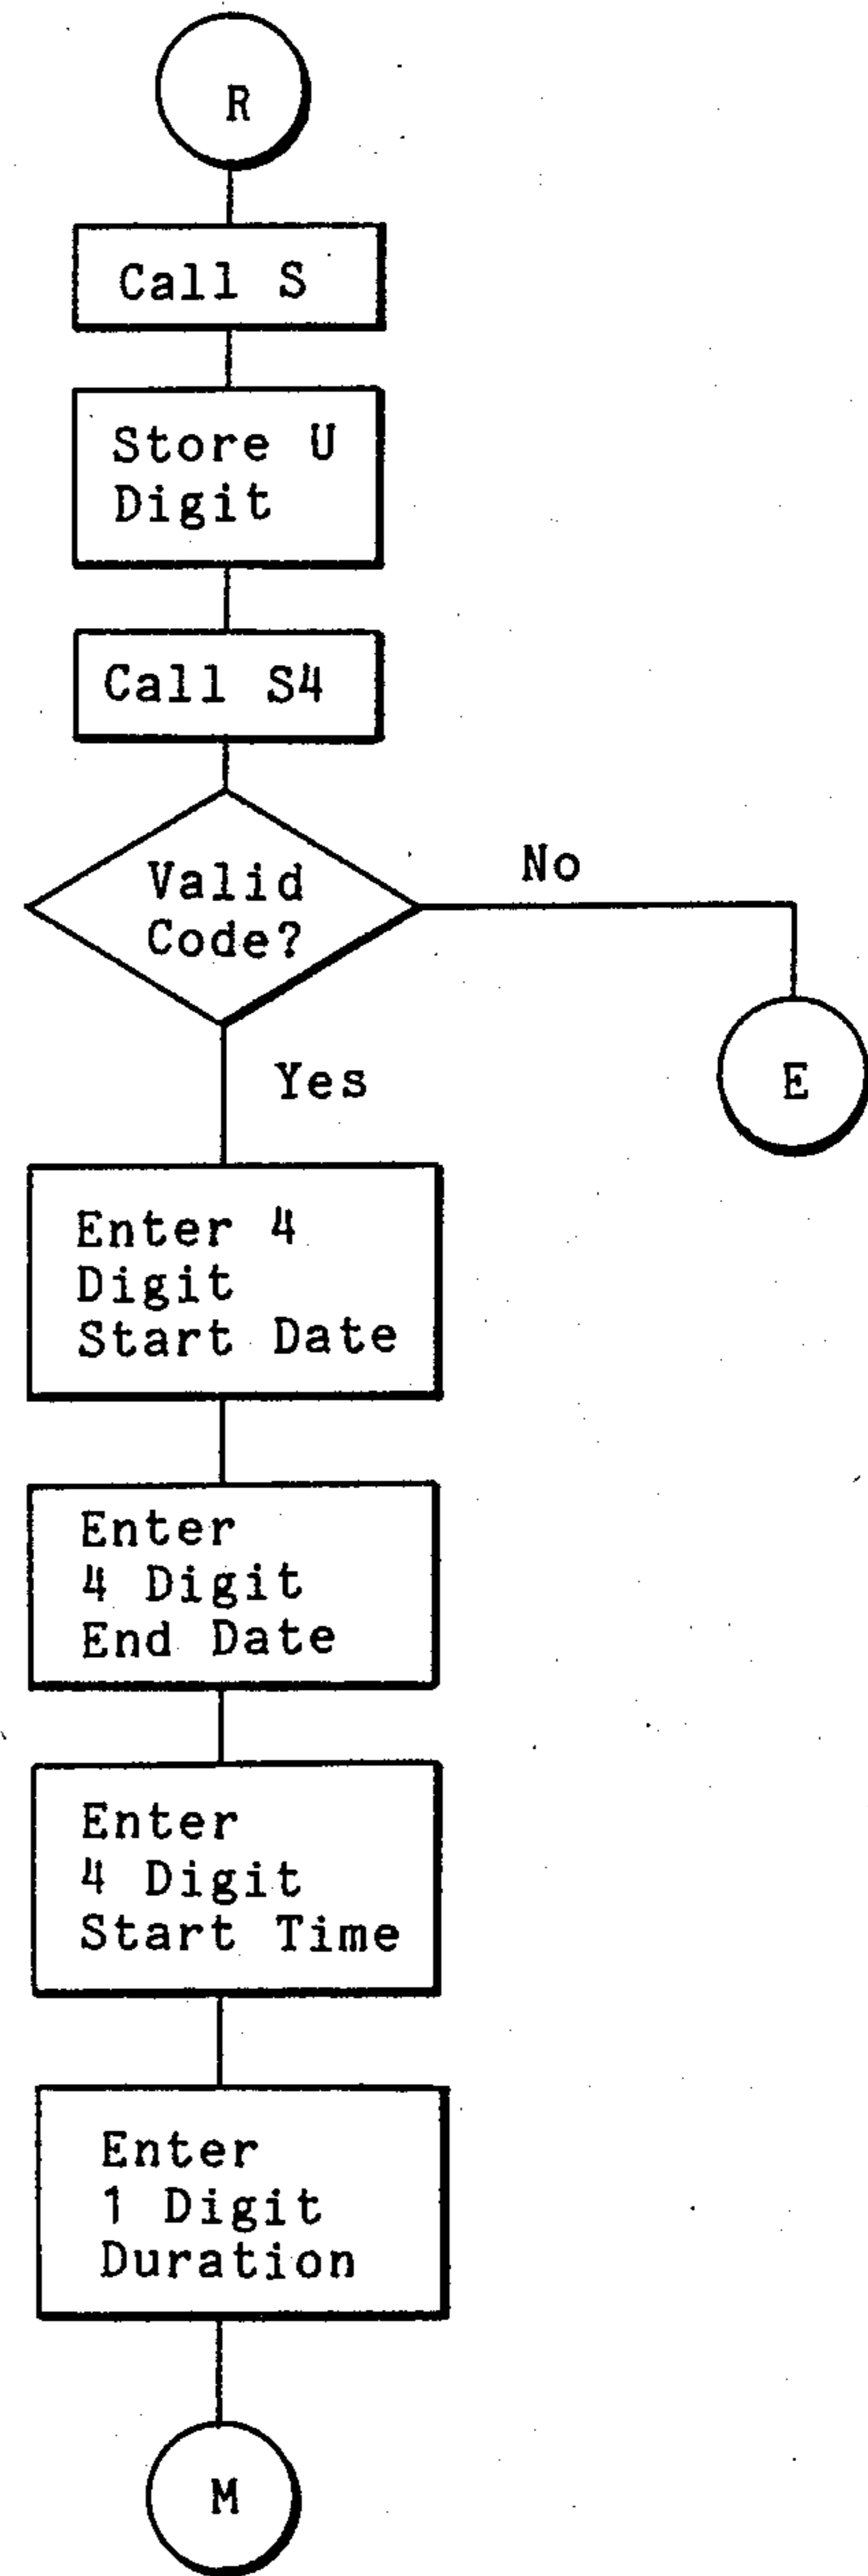 R
Call S
Store U
Digit
Call S4
Valid
Code?
No
E
Yes
Enter 4
Digit
Start Date
Enter
4 Digit
End Date
Enter
4 Digit
Start Time
Enter
1 Digit
Duration
M